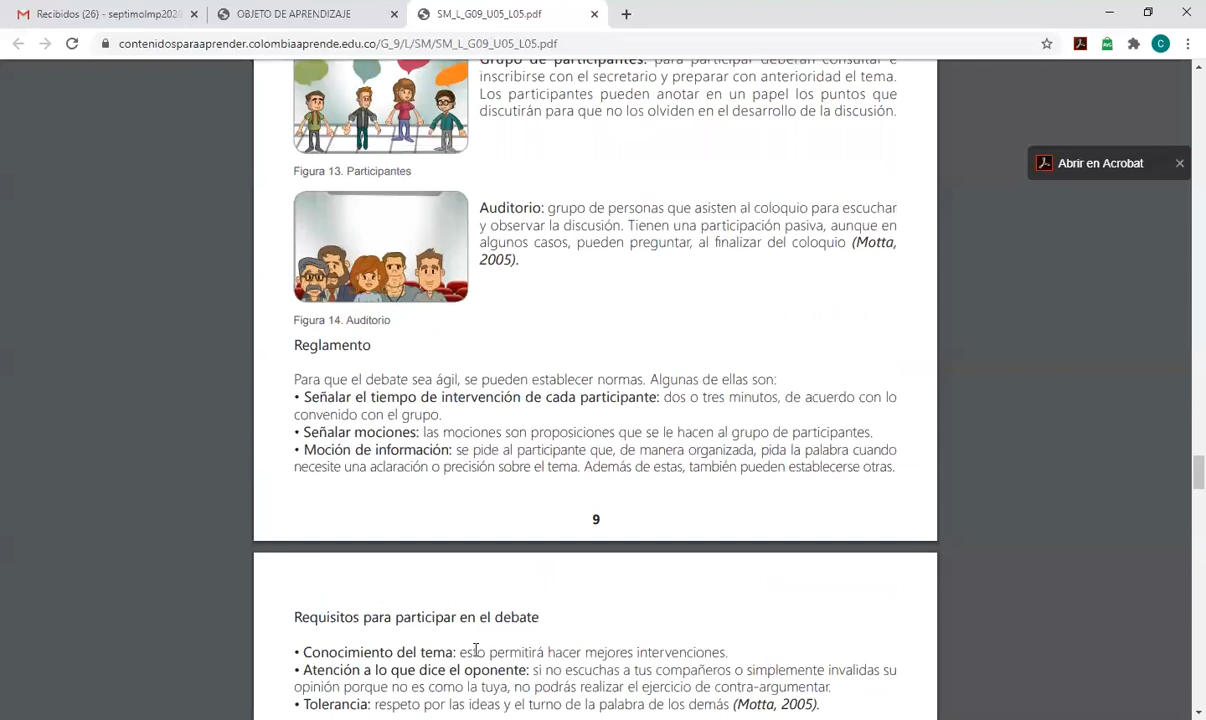 Recibidos (26) - septimolmp2020
OBJETO DE APRENDIZAJE
SM_L_G09_U05_L05.pdf
contenidosparaaprender.colombiaaprende.edu.co/G_9/L/SM/SM_L_G09_U05_L05.pdf
C
Abrir en Acrobat
Grupo de participantes: para participar deberán consultar e
inscribirse con el secretario y preparar con anterioridad el tema.
Los participantes pueden anotar en un papel los puntos que
discutirán para que no los olviden en el desarrollo de la discusión.
Figura 13. Participantes
Auditorio: grupo de personas que asisten al coloquio para escuchar
y observar la discusión. Tienen una participación pasiva, aunque en
algunos casos, pueden preguntar, al finalizar del coloquio (Motta,
2005).
Figura 14. Auditorio
Reglamento
Para que el debate sea ágil, se pueden establecer normas. Algunas de ellas son:
• Señalar el tiempo de intervención de cada participante: dos o tres minutos, de acuerdo con lo
convenido con el grupo.
• Señalar mociones: las mociones son proposiciones que se le hacen al grupo de participantes.
• Moción de información: se pide al participante que, de manera organizada, pida la palabra cuando
necesite una aclaración o precisión sobre el tema. Además de estas, también pueden establecerse otras.
9
Requisitos para participar en el debate
• Conocimiento del tema: esto permitirá hacer mejores intervenciones.
• Atención a lo que dice el oponente: si no escuchas a tus compañeros o simplemente invalidas su
opinión porque no es como la tuya, no podrás realizar el ejercicio de contra-argumentar.
• Tolerancia: respeto por las ideas y el turno de la palabra de los demás (Motta, 2005).